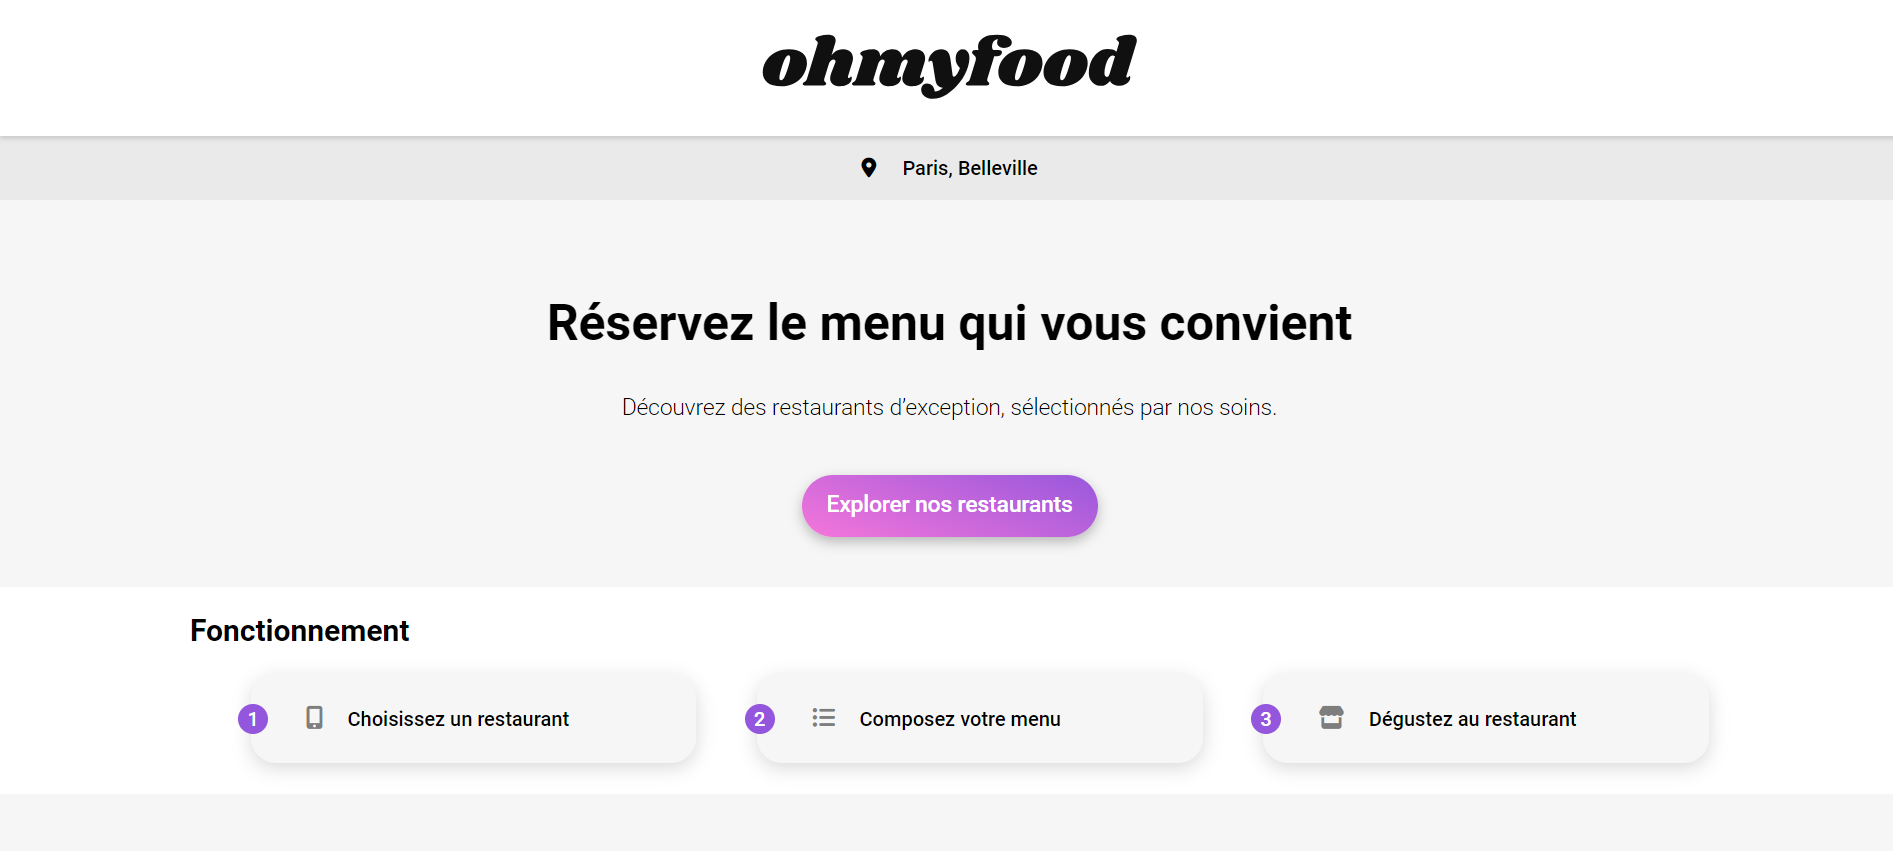 ohmyfood
Paris, Belleville
Réservez le menu qui vous convient
Découvrez des restaurants d’exception, sélectionnés par nos soins.
Explorer nos restaurants
Fonctionnement
1 Choisissez un restaurant
2 Composez votre menu
3 Dégustez au restaurant